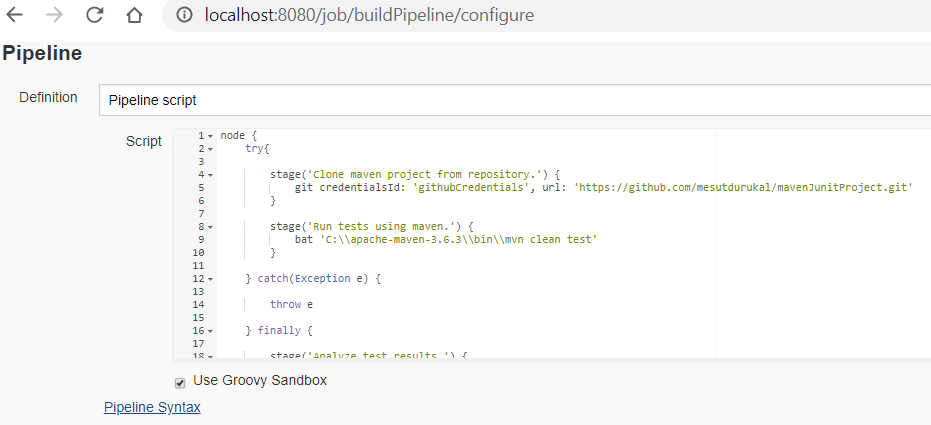 localhost:8080/job/buildPipeline/configure
Pipeline
Definition
Pipeline script
Script
1 node {
2 try{
3
4 stage('Clone maven project from repository.') {
5 git credentialsId: 'githubCredentials', url: 'https://github.com/mesutdurukal/mavenJunitProject.git'
6 }
7
8 stage('Run tests using maven.') {
9 bat 'C:\\apache-maven-3.6.3\\bin\\mvn clean test'
10 }
11
12 } catch(Exception e) {
13
14 throw e
15
16 } finally {
17
18 stage('Analyze test results.') {
Use Groovy Sandbox
Pipeline Syntax